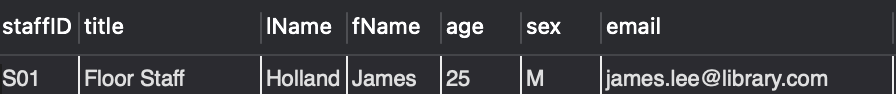 staffID title lName fName age sex email
S01 Floor Staff Holland James 25 M james.lee@library.com